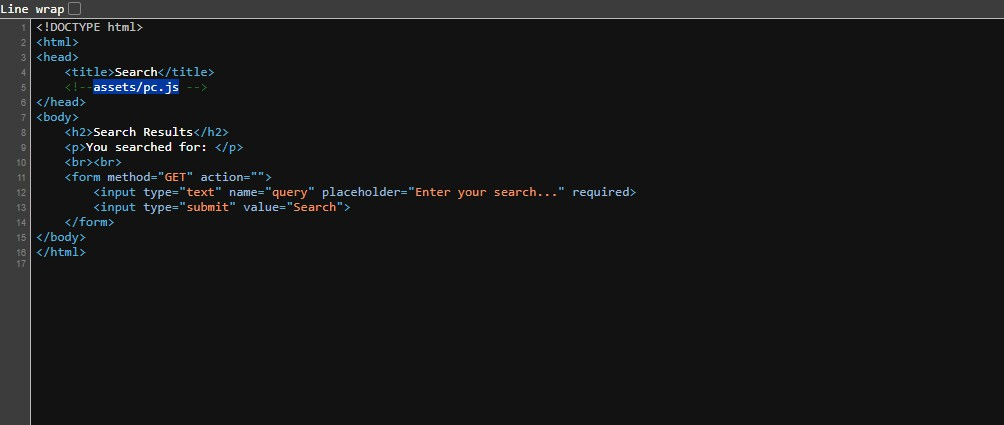 Line wrap
1 <!DOCTYPE html>
2 <html>
3 <head>
4     <title>Search</title>
5     <!--assets/pc.js -->
6 </head>
7 <body>
8     <h2>Search Results</h2>
9     <p>You searched for: </p>
10     <br><br>
11     <form method="GET" action="">
12         <input type="text" name="query" placeholder="Enter your search..." required>
13         <input type="submit" value="Search">
14     </form>
15 </body>
16 </html>
17